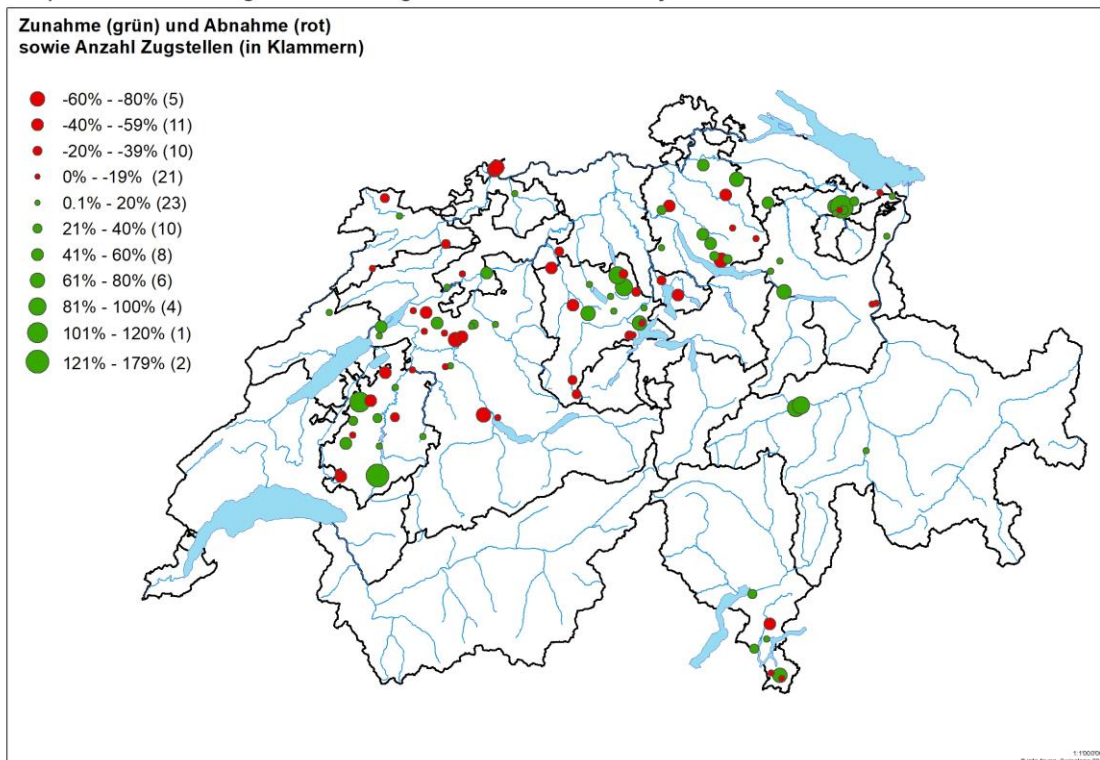 Zunahme (grün) und Abnahme (rot)
sowie Anzahl Zugstellen (in Klammern)
-60% - -80% (5)
-40% - -59% (11)
-20% - -39% (10)
0% - -19% (21)
0.1% - 20% (23)
21% - 40% (10)
41% - 60% (8)
61% - 80% (6)
81% - 100% (4)
101% - 120% (1)
121% - 179% (2)